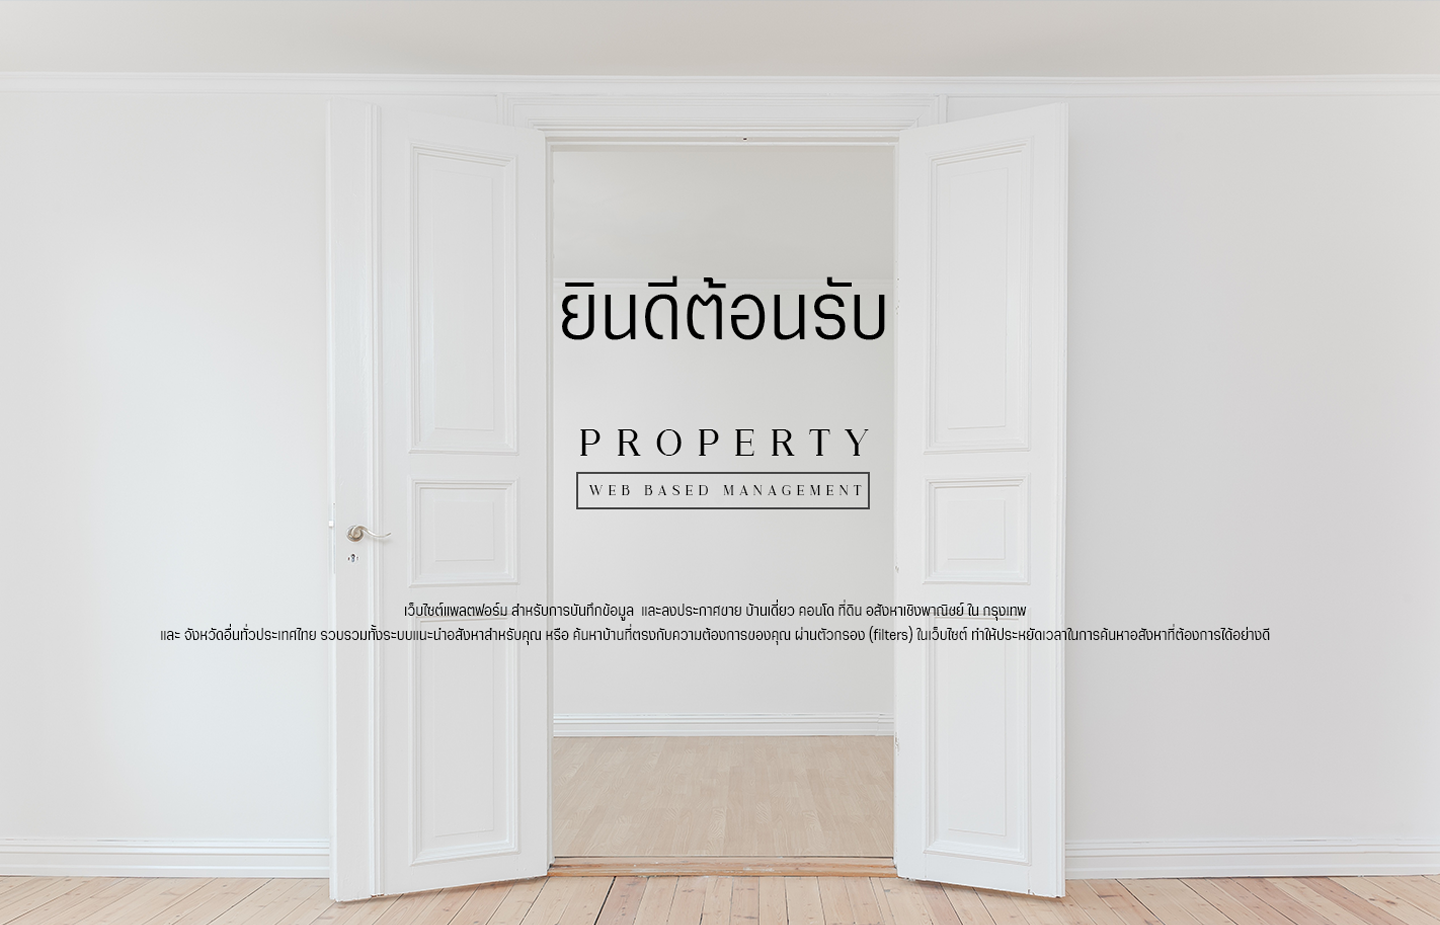 ยินดีต้อนรับ
PROPERTY
WEB BASED MANAGEMENT
เว็บไซต์แพลตฟอร์ม สำหรับการบันทึกข้อมูล และลงประกาศขาย บ้านเดี่ยว คอนโด ที่ดิน อสังหาเชิงพาณิชย์ ใน กรุงเทพ
และ จังหวัดอื่นทั่วประเทศไทย รวบรวมทั้งระบบแนะนำอสังหาสำหรับคุณ หรือ ค้นหาบ้านที่ตรงกับความต้องการของคุณ ผ่านตัวกรอง (filters) ในเว็บไซต์ ทำให้ประหยัดเวลาในการค้นหาอสังหาที่ต้องการได้อย่างดี